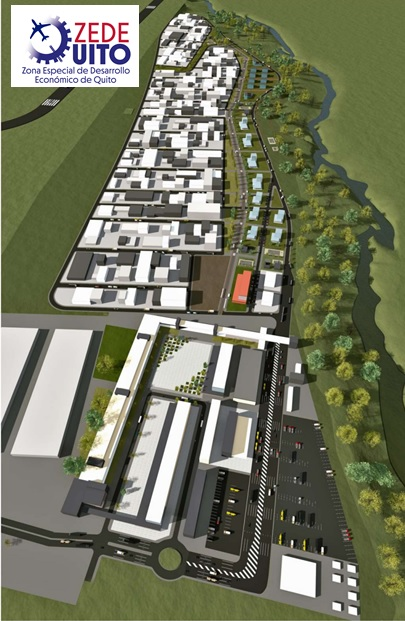 ZEDE
QUITO
Zona Especial de Desarrollo
Económico de Quito